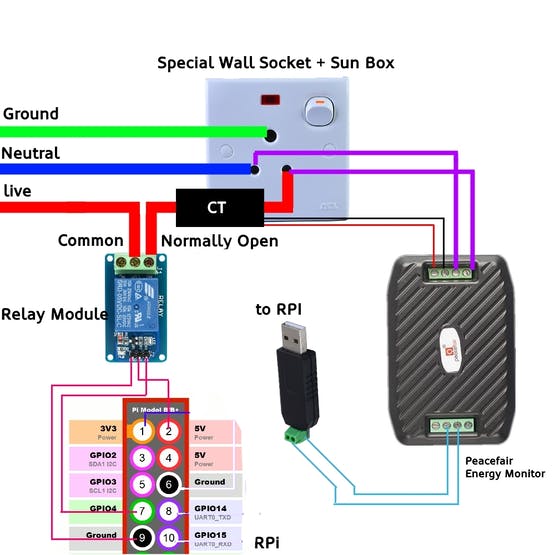 Special Wall Socket + Sun Box
Ground
Neutral
live
CT
Common
Normally Open
RELAY
Relay Module
to RPI
Pi Model B/B+
3V3
Power
1
2
5V
Power
GPIO2
SDA1 I2C
3
4
5V
Power
GPIO3
SCL1 I2C
5
6
Ground
GPIO4
7
8
GPIO14
UART0_TXD
Ground
9
10
GPIO15
UART0_RXD
RPi
Peacefair
Energy Monitor